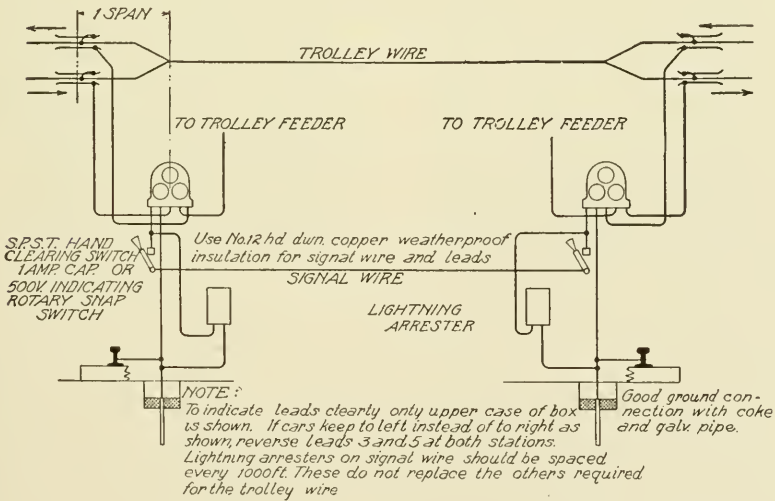 1 SPAN
TROLLEY WIRE
TO TROLLEY FEEDER
TO TROLLEY FEEDER
S.P.S.T. HAND
CLEARING SWITCH
1 AMP. CAP. OR
500V. INDICATING
ROTARY SNAP
SWITCH
Use No.12 hd dwn. copper weatherproof
insulation for signal wire and leads
SIGNAL WIRE
LIGHTNING
ARRESTER
NOTE:
To indicate leads clearly only upper case of box
is shown. If cars keep to left instead of to right as
shown, reverse leads 3 and 5 at both stations.
Lightning arresters on signal wire should be spaced
every 1000ft. These do not replace the others required
for the trolley wire
Good ground con-
nection with coke
and galv. pipe.